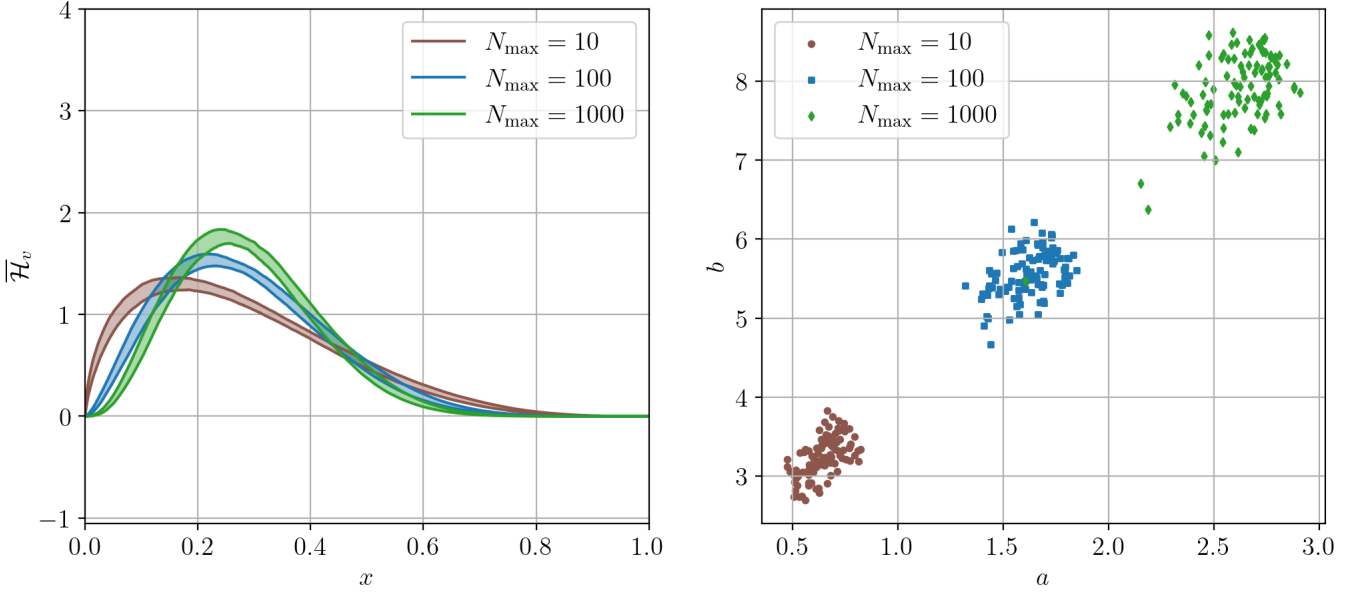 4
3
2
1
0
−1
0.0 0.2 0.4 0.6 0.8 1.0
x
$\overline{\mathcal{H}}_v$
N_max = 10
N_max = 100
N_max = 1000
8
7
6
5
4
3
0.5 1.0 1.5 2.0 2.5 3.0
a
b
N_max = 10
N_max = 100
N_max = 1000